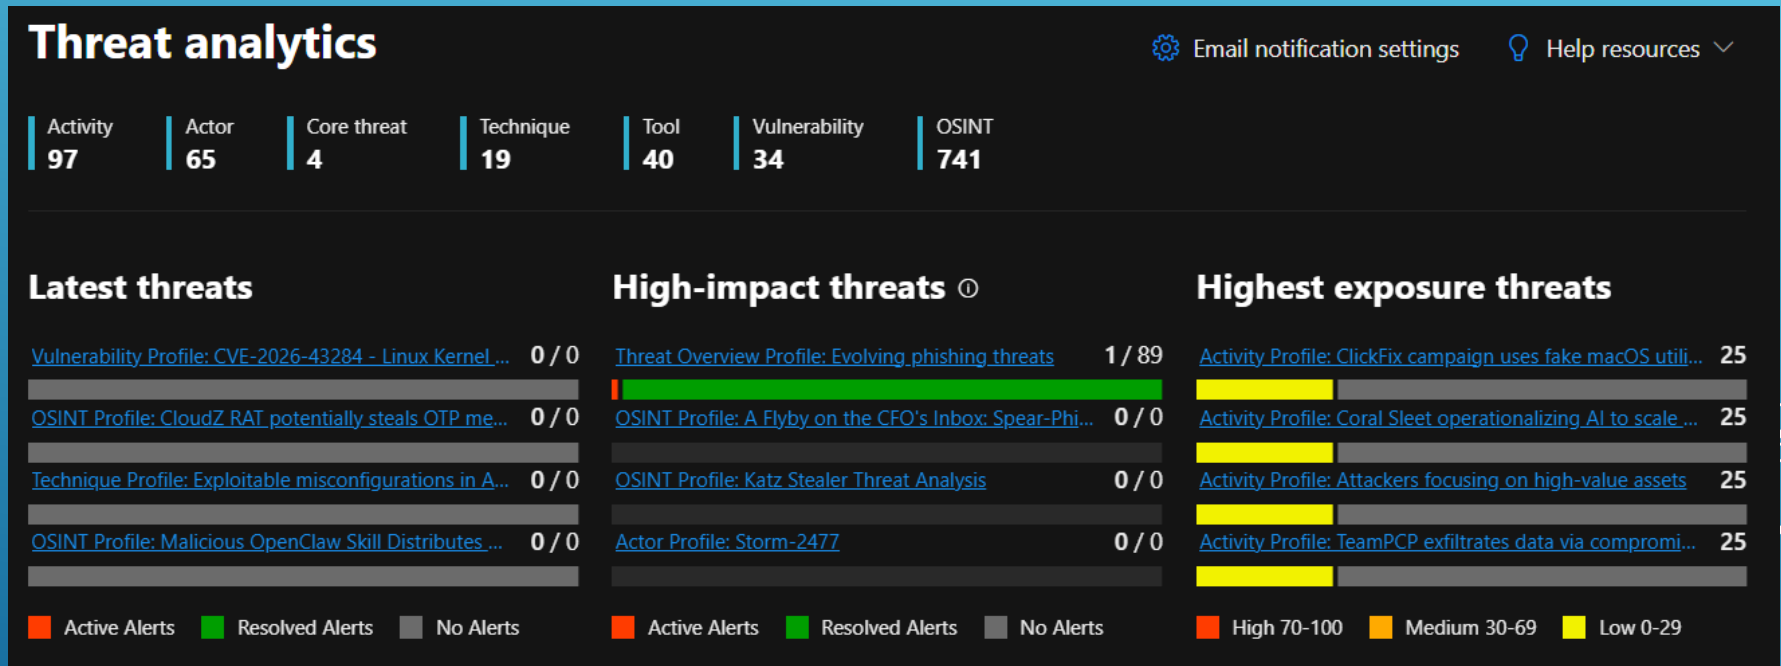 Threat analytics
Email notification settings
Help resources
Activity
97
Actor
65
Core threat
4
Technique
19
Tool
40
Vulnerability
34
OSINT
741
Latest threats
Vulnerability Profile: CVE-2026-43284 - Linux Kernel ... 0 / 0
OSINT Profile: CloudZ RAT potentially steals OTP me... 0 / 0
Technique Profile: Exploitable misconfigurations in A... 0 / 0
OSINT Profile: Malicious OpenClaw Skill Distributes ... 0 / 0
Active Alerts Resolved Alerts No Alerts
High-impact threats
Threat Overview Profile: Evolving phishing threats 1 / 89
OSINT Profile: A Flyby on the CFO's Inbox: Spear-Phi... 0 / 0
OSINT Profile: Katz Stealer Threat Analysis 0 / 0
Actor Profile: Storm-2477 0 / 0
Active Alerts Resolved Alerts No Alerts
Highest exposure threats
Activity Profile: ClickFix campaign uses fake macOS utili... 25
Activity Profile: Coral Sleet operationalizing AI to scale ... 25
Activity Profile: Attackers focusing on high-value assets 25
Activity Profile: TeamPCP exfiltrates data via compromi... 25
High 70-100 Medium 30-69 Low 0-29